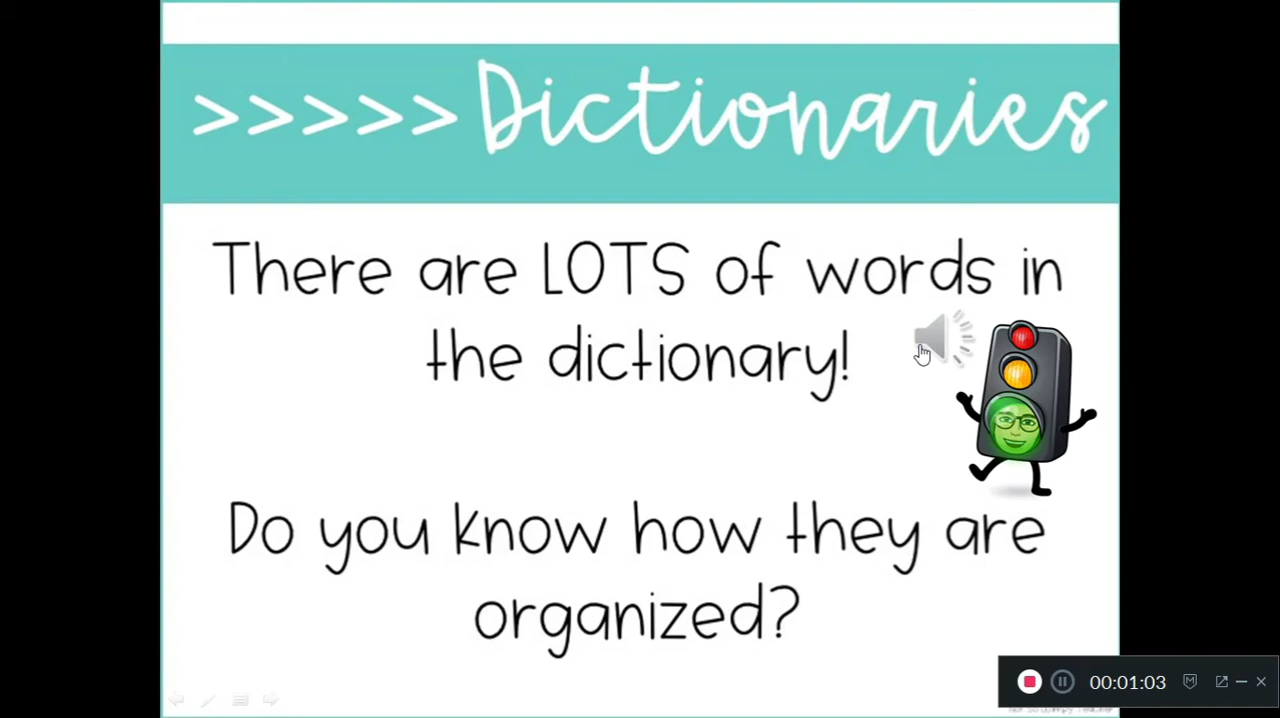 >>>>> Dictionaries
There are LOTS of words in
the dictionary!
Do you know how they are
organized?
00:01:03